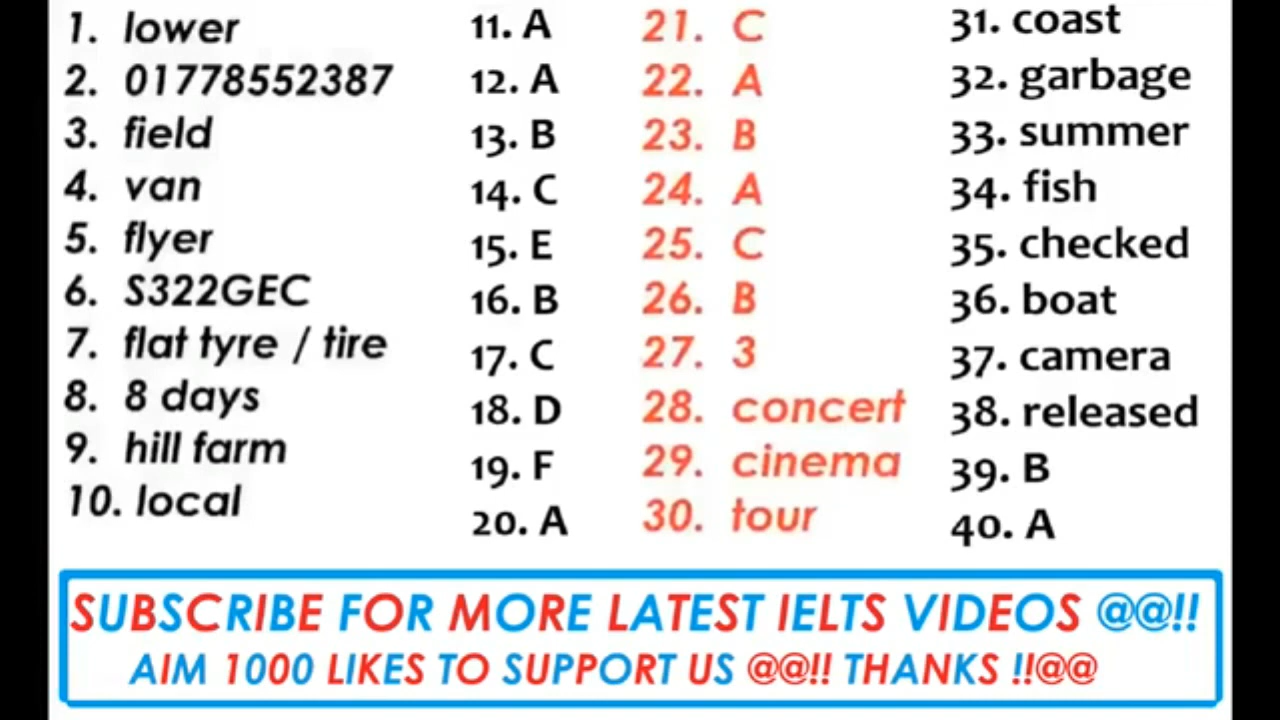 1. lower
2. 01778552387
3. field
4. van
5. flyer
6. S322GEC
7. flat tyre / tire
8. 8 days
9. hill farm
10. local
11. A
12. A
13. B
14. C
15. E
16. B
17. C
18. D
19. F
20. A
21. C
22. A
23. B
24. A
25. C
26. B
27. 3
28. concert
29. cinema
30. tour
31. coast
32. garbage
33. summer
34. fish
35. checked
36. boat
37. camera
38. released
39. B
40. A
SUBSCRIBE FOR MORE LATEST IELTS VIDEOS @@!!
AIM 1000 LIKES TO SUPPORT US @@!! THANKS !!@@